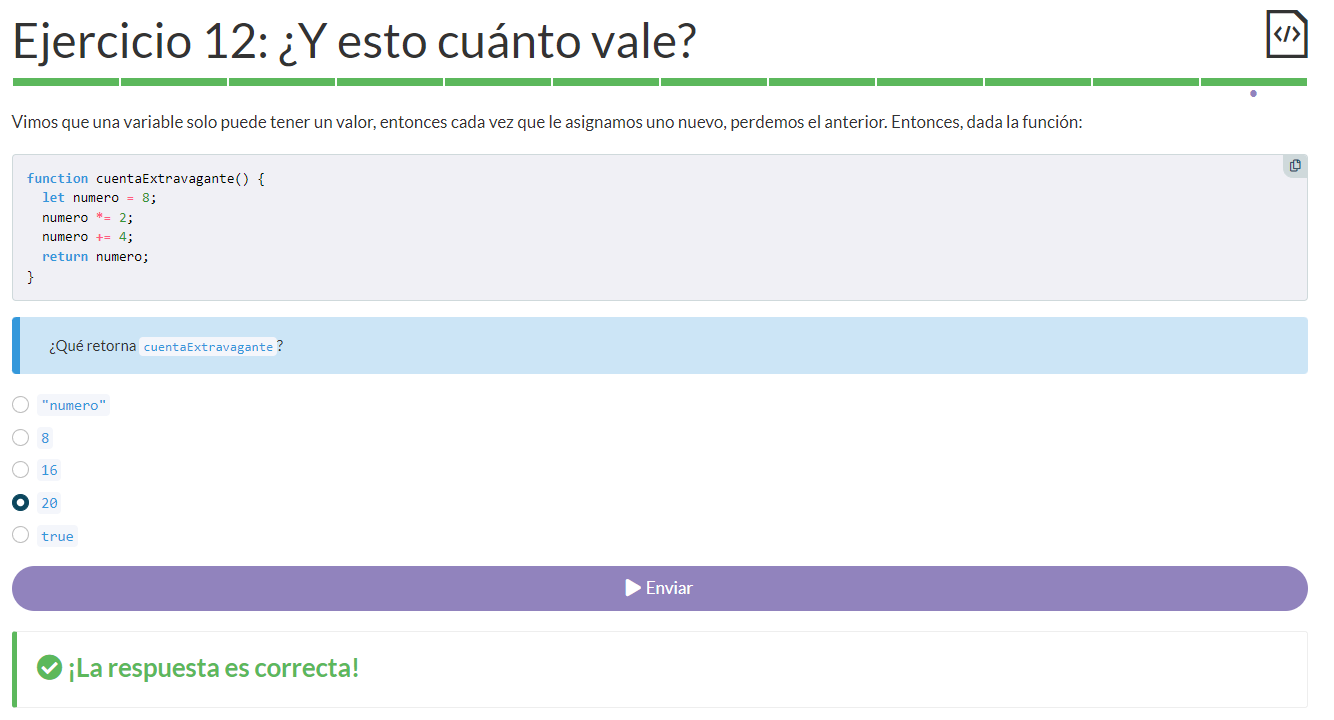 Ejercicio 12: ¿Y esto cuánto vale?
</>
Vimos que una variable solo puede tener un valor, entonces cada vez que le asignamos uno nuevo, perdemos el anterior. Entonces, dada la función:
function cuentaExtravagante() {
  let numero = 8;
  numero *= 2;
  numero += 4;
  return numero;
}
¿Qué retorna cuentaExtravagante?
"numero"
8
16
20
true
Enviar
¡La respuesta es correcta!